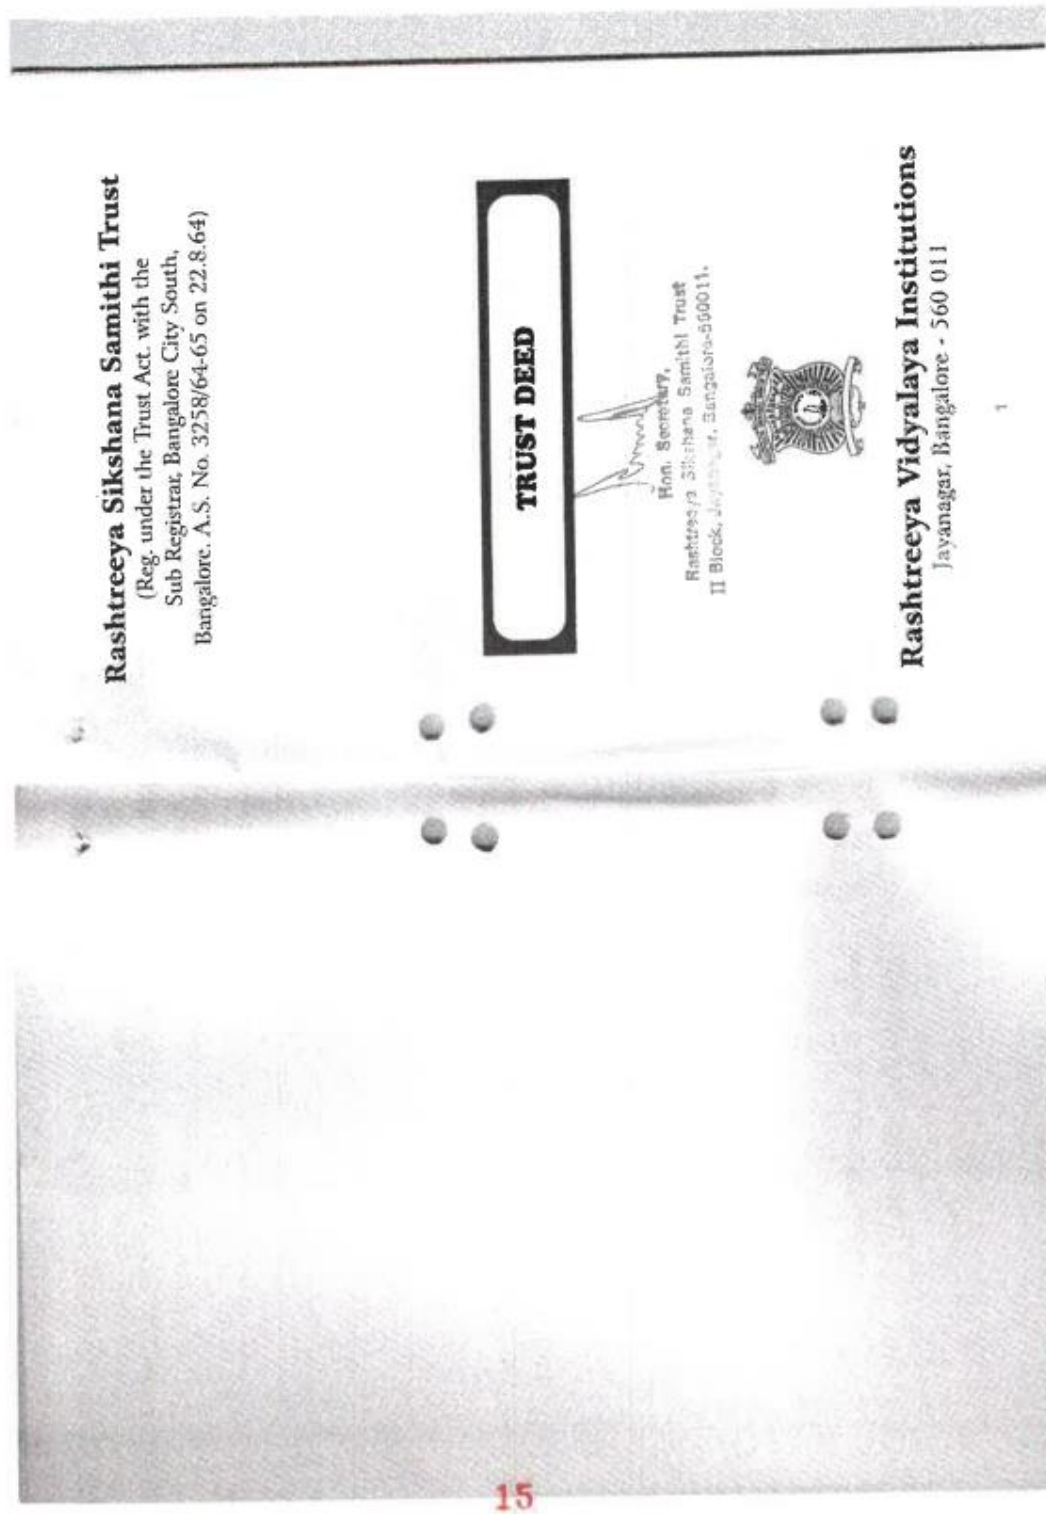 Rashtreeya Sikshana Samithi Trust
(Reg. under the Trust Act. with the
Sub Registrar, Bangalore City South,
Bangalore. A.S. No. 3258/64-65 on 22.8.64)
TRUST DEED
Hon. Secretary,
Rashtreeya Sikshana Samithi Trust
II Block, Jayanagar, Bangalore-560011.
Rashtreeya Vidyalaya Institutions
Jayanagar, Bangalore - 560 011
1
15